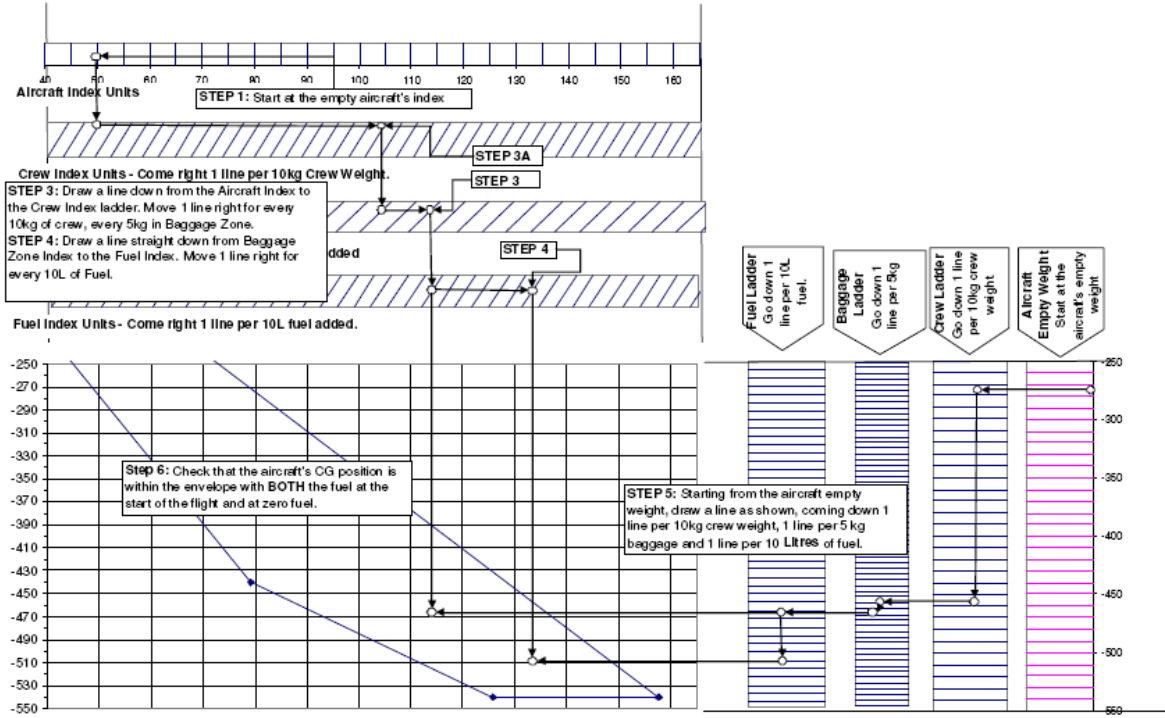 40 50 60 70 80 90 100 110 120 130 140 150 160
Aircraft Index Units
STEP 1: Start at the empty aircraft's index
STEP 3A
Crew Index Units - Come right 1 line per 10kg Crew Weight.
STEP 3
STEP 3: Draw a line down from the Aircraft Index to
the Crew Index ladder. Move 1 line right for every
10kg of crew, every 5kg in Baggage Zone.
STEP 4: Draw a line straight down from Baggage
Zone Index to the Fuel Index. Move 1 line right for
every 10L of Fuel.
dded
STEP 4
Fuel Index Units - Come right 1 line per 10L fuel added.
Fuel Ladder
Go down 1
line per 10L
fuel.
Baggage
Ladder
Go down 1
line per 5kg
Crew Ladder
Go down 1 line
per 10kg crew
weight
Aircraft
Empty Weight
Start at the
aircraft's empty
weight
-250
-270
-290
-310
-330
-350
-370
-390
-410
-430
-450
-470
-490
-510
-530
-550
Step 6: Check that the aircraft's CG position is
within the envelope with BOTH the fuel at the
start of the flight and at zero fuel.
STEP 5: Starting from the aircraft empty
weight, draw a line as shown, coming down 1
line per 10kg crew weight, 1 line per 5 kg
baggage and 1 line per 10 Litres of fuel.
-250
-300
-350
-400
-450
-500
550